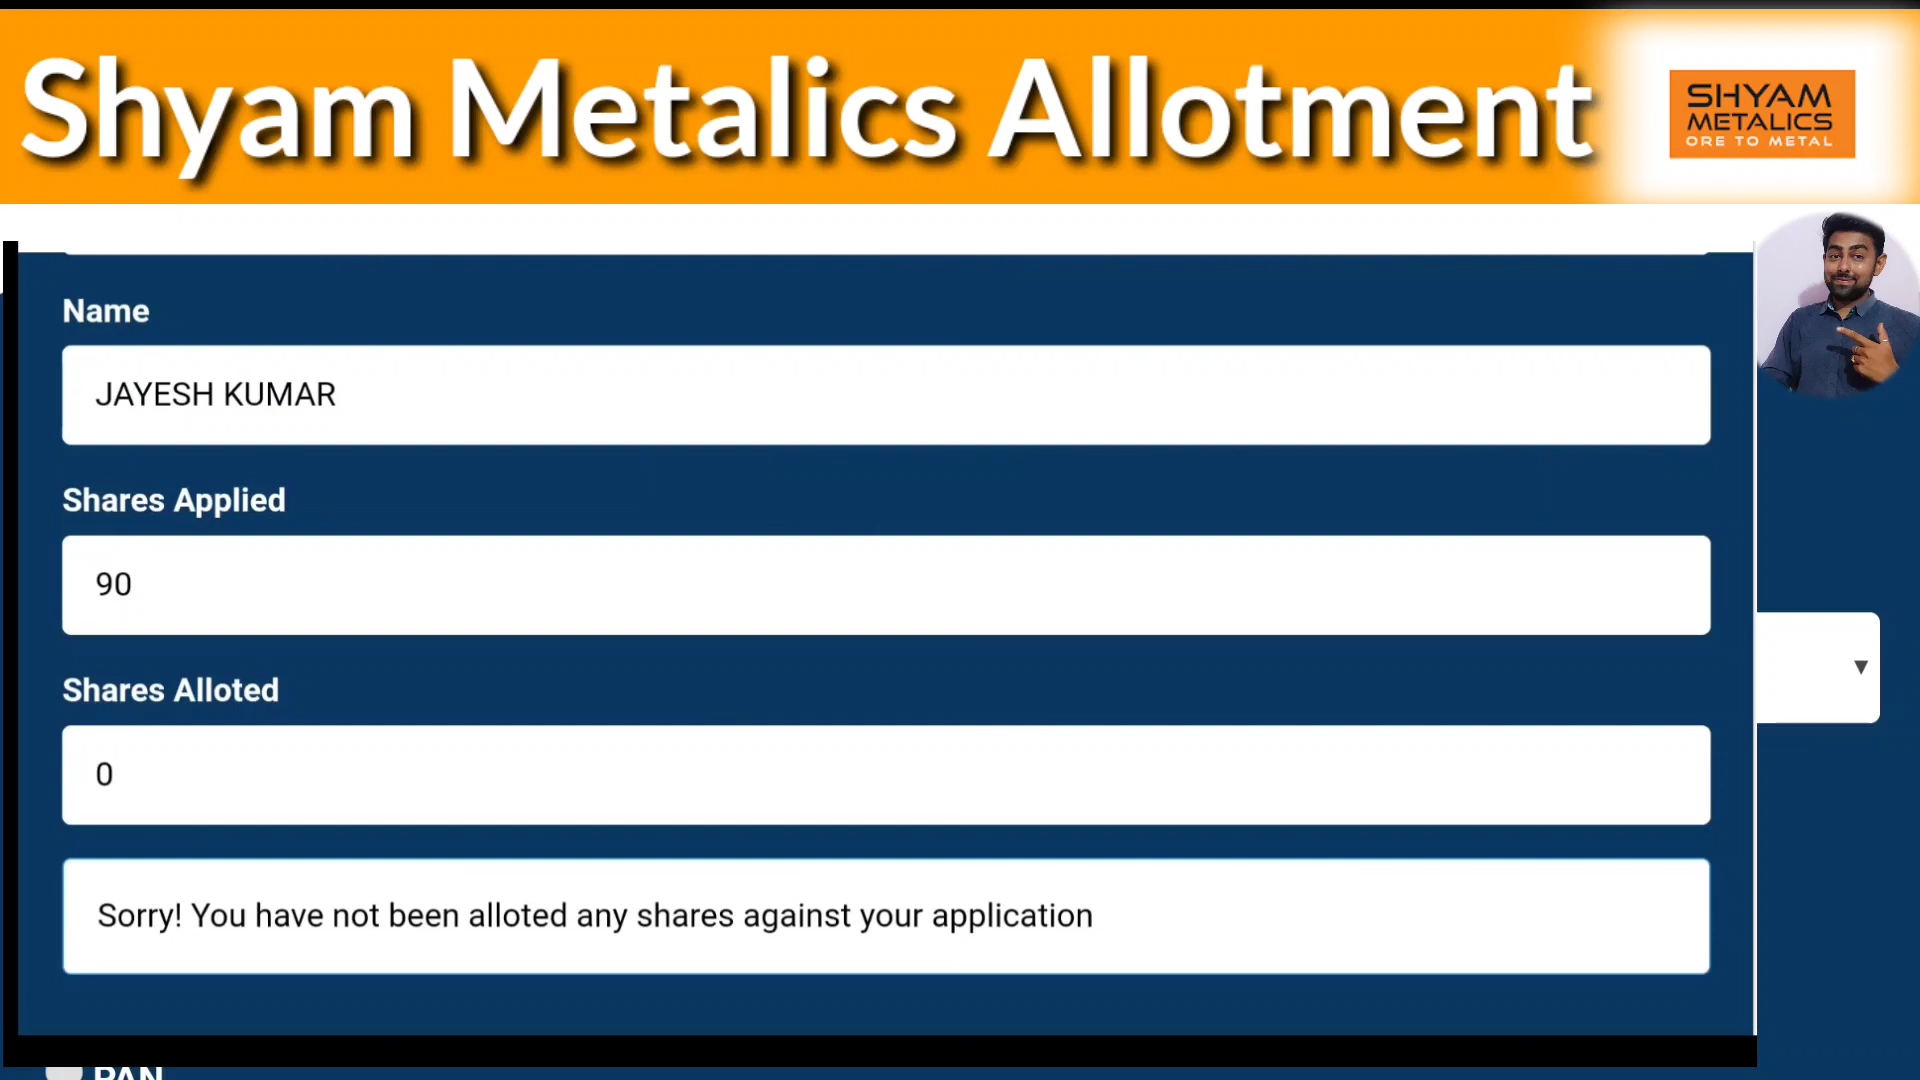 Shyam Metalics Allotment
SHYAM
METALICS
ORE TO METAL
Name
JAYESH KUMAR
Shares Applied
90
Shares Alloted
0
Sorry! You have not been alloted any shares against your application
PAN